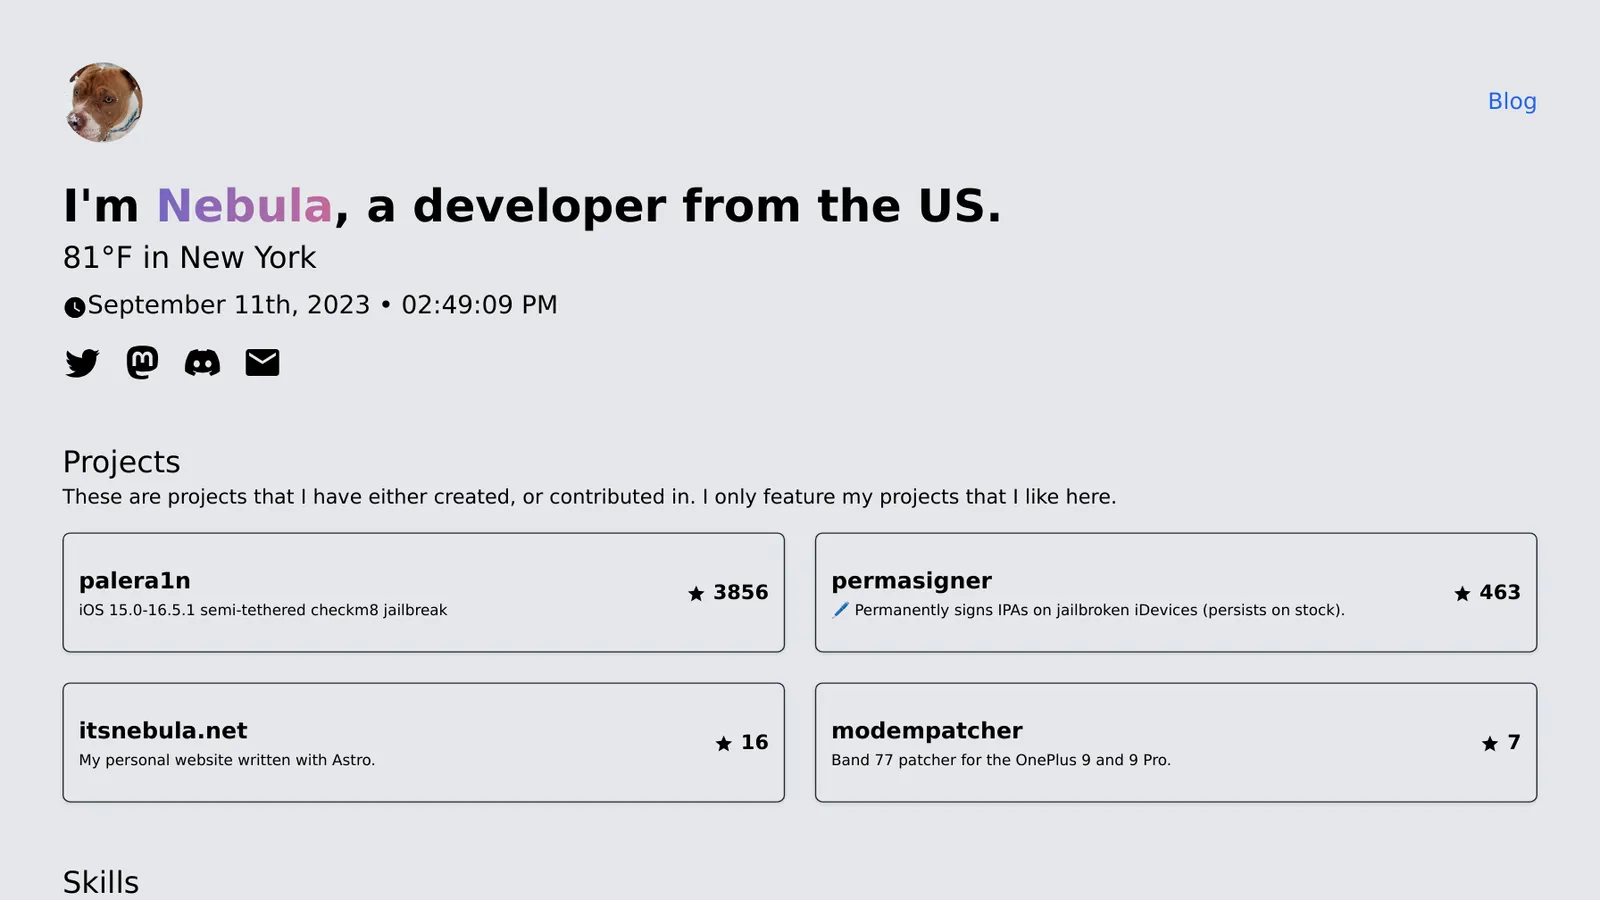 Blog
I'm Nebula, a developer from the US.
81°F in New York
September 11th, 2023 • 02:49:09 PM
Projects
These are projects that I have either created, or contributed in. I only feature my projects that I like here.
palera1n
iOS 15.0-16.5.1 semi-tethered checkm8 jailbreak
★ 3856
permasigner
🖊️ Permanently signs IPAs on jailbroken iDevices (persists on stock).
★ 463
itsnebula.net
My personal website written with Astro.
★ 16
modempatcher
Band 77 patcher for the OnePlus 9 and 9 Pro.
★ 7
Skills